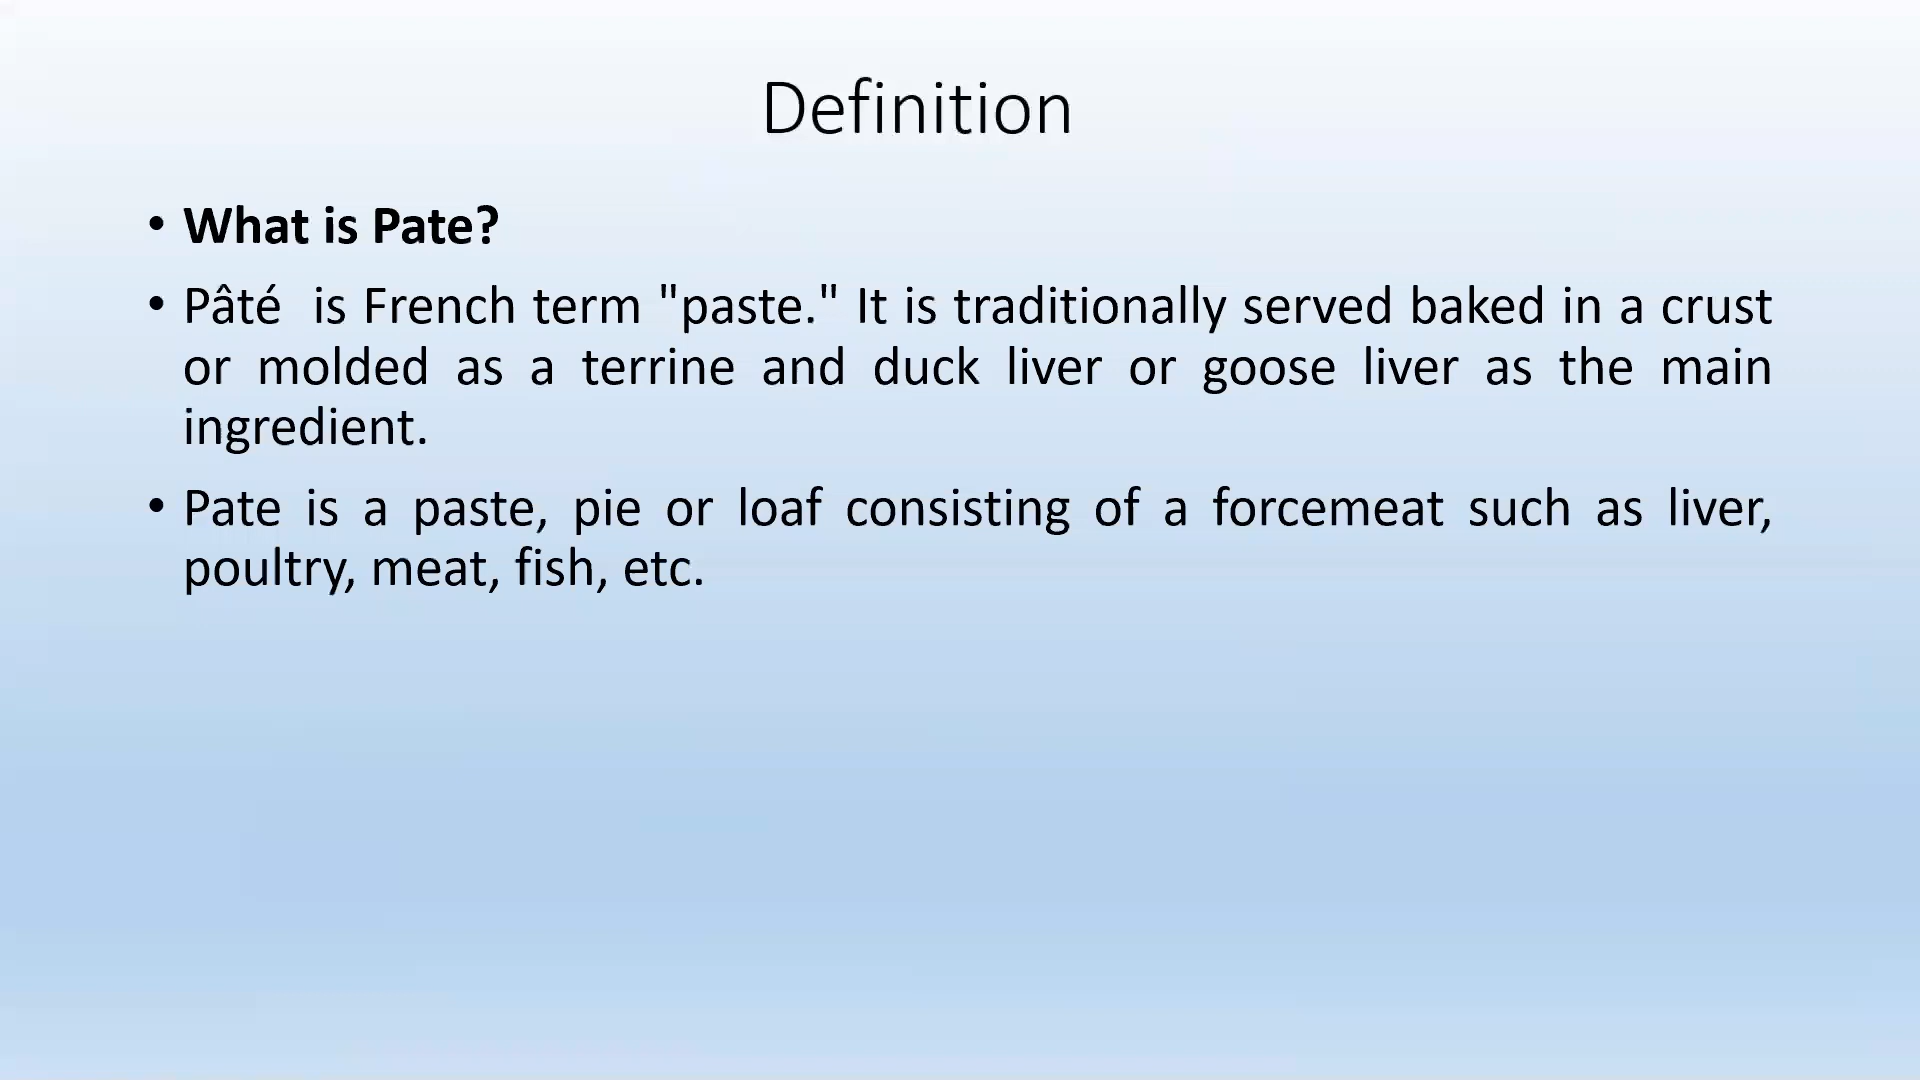 Definition
• What is Pate?
• Pâté  is French term "paste." It is traditionally served baked in a crust
or molded as a terrine and duck liver or goose liver as the main
ingredient.
• Pate is a paste, pie or loaf consisting of a forcemeat such as liver,
poultry, meat, fish, etc.